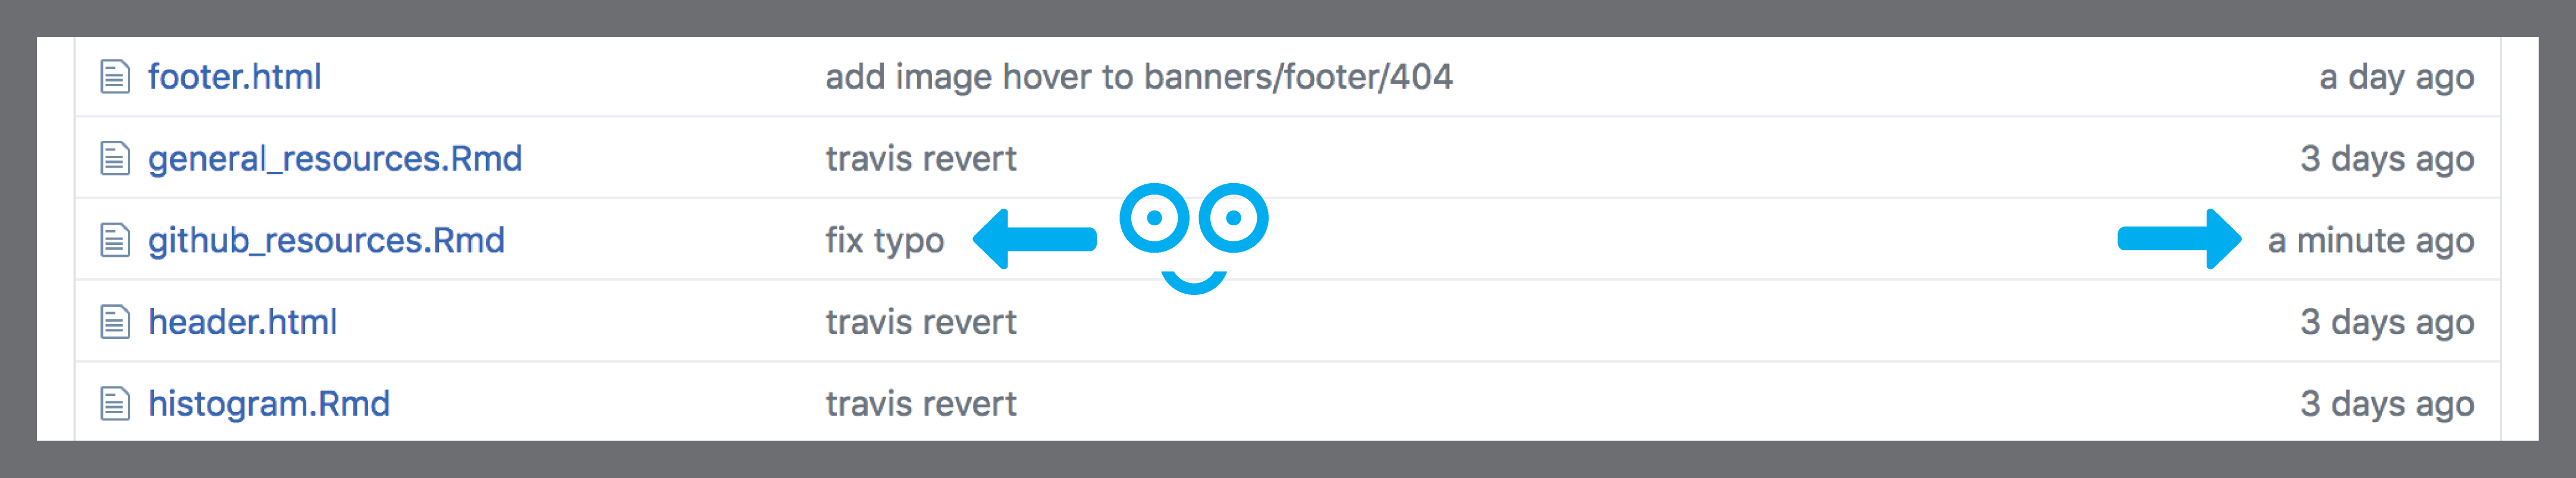 footer.html add image hover to banners/footer/404 a day ago
general_resources.Rmd travis revert 3 days ago
github_resources.Rmd fix typo a minute ago
header.html travis revert 3 days ago
histogram.Rmd travis revert 3 days ago